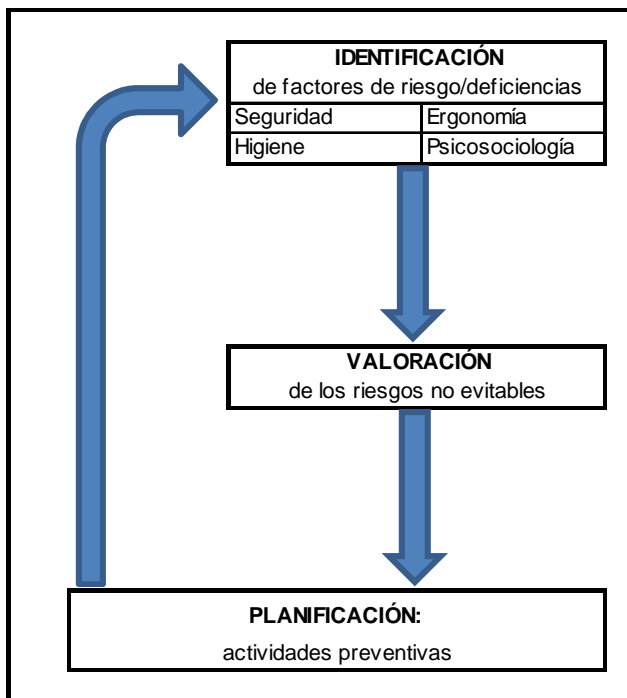 IDENTIFICACIÓN
de factores de riesgo/deficiencias
Seguridad Ergonomía
Higiene Psicosociología
VALORACIÓN
de los riesgos no evitables
PLANIFICACIÓN:
actividades preventivas